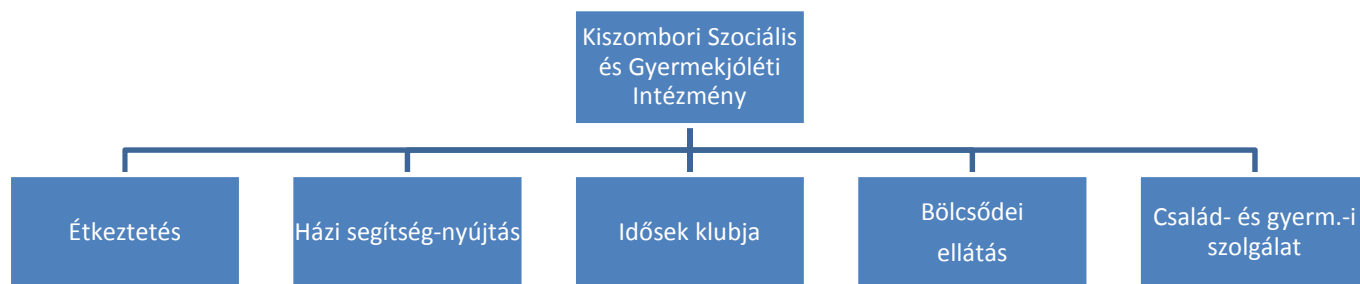 Kiszombori Szociális
és Gyermekjóléti
Intézmény
Étkeztetés
Házi segítség-nyújtás
Idősek klubja
Bölcsődei
ellátás
Család- és gyerm.-i
szolgálat